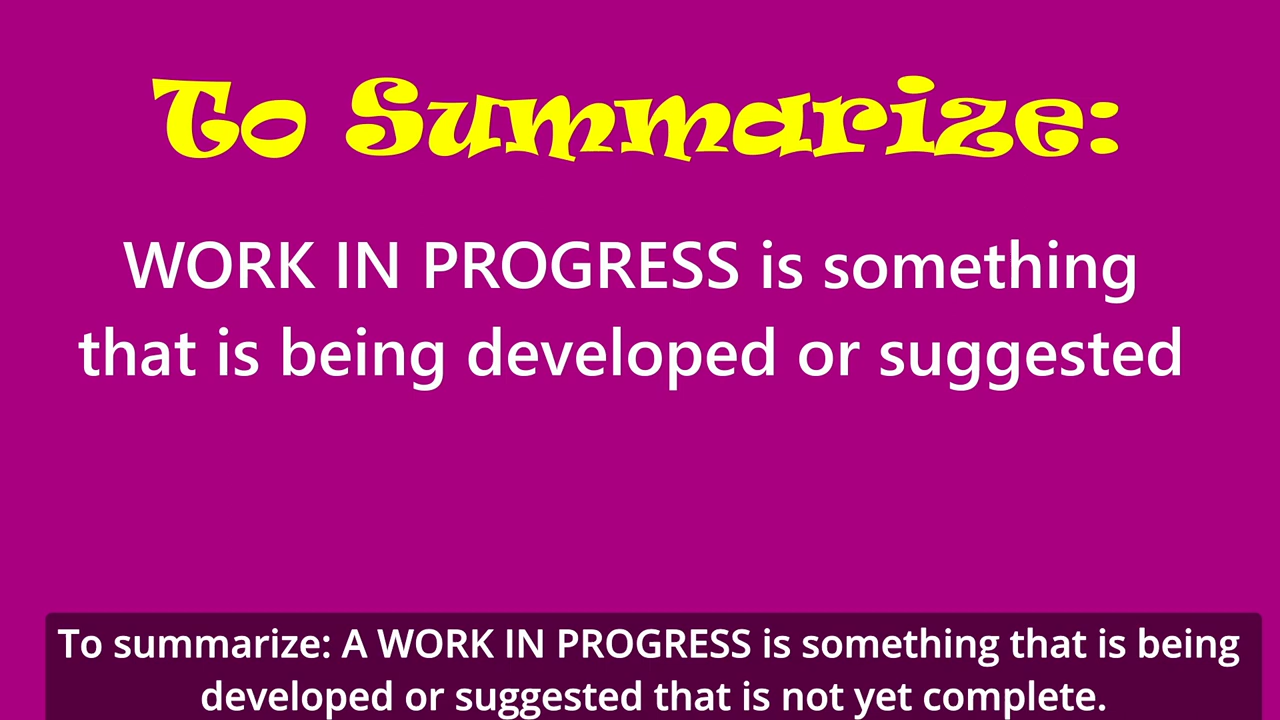 To Summarize:
WORK IN PROGRESS is something
that is being developed or suggested
To summarize: A WORK IN PROGRESS is something that is being
developed or suggested that is not yet complete.